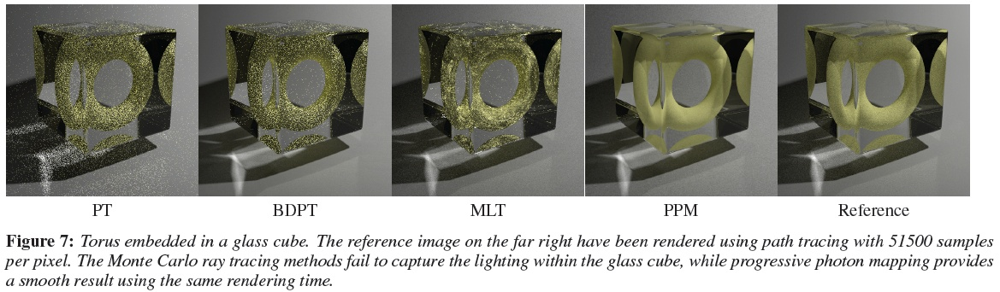 PT BDPT MLT PPM Reference
Figure 7: Torus embedded in a glass cube. The reference image on the far right have been rendered using path tracing with 51500 samples
per pixel. The Monte Carlo ray tracing methods fail to capture the lighting within the glass cube, while progressive photon mapping provides
a smooth result using the same rendering time.